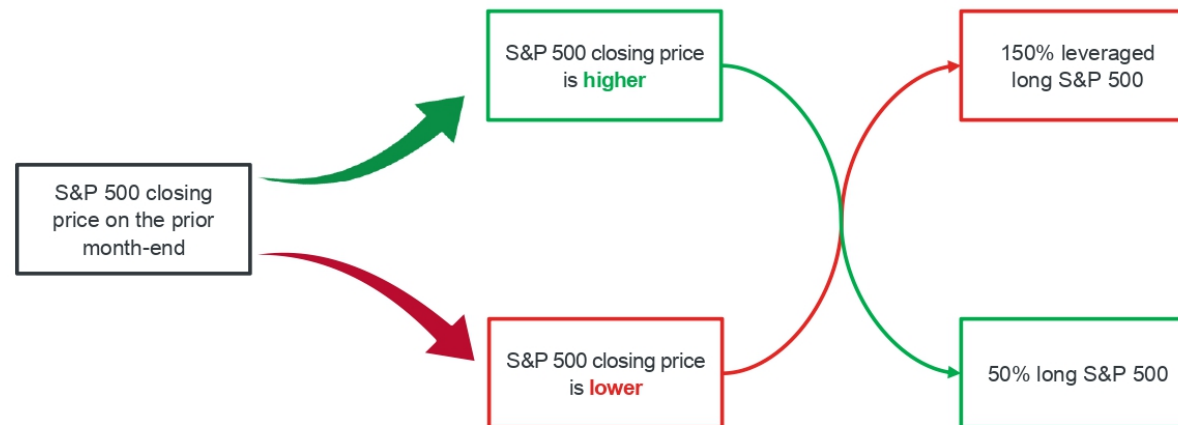 S&P 500 closing
price on the prior
month-end
S&P 500 closing price
is higher
S&P 500 closing price
is lower
150% leveraged
long S&P 500
50% long S&P 500